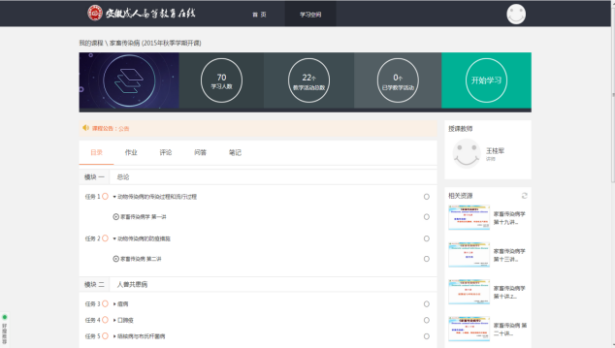 安徽成人高等教育在线
首 页
学习空间
我的课程 \ 家畜传染病 (2015年秋季学期开课)
70
学习人数
22个
教学活动总数
0个
已学教学活动
开始学习
课程公告：公告
目录 作业 评论 问答 笔记
模块 一 总论
任务 1 动物传染病的传染过程和流行过程
家畜传染病学 第一讲
任务 2 动物传染病的防疫措施
家畜传染病 第二讲
模块 二 人兽共患病
任务 3
任务 4 口蹄疫
任务 5
授课教师
王桂军
讲师
相关资源
家畜传染病学
第十九讲...
家畜传染病学
第十三讲...
家畜传染病学
第十讲上...
家畜传染病 第
二十讲...